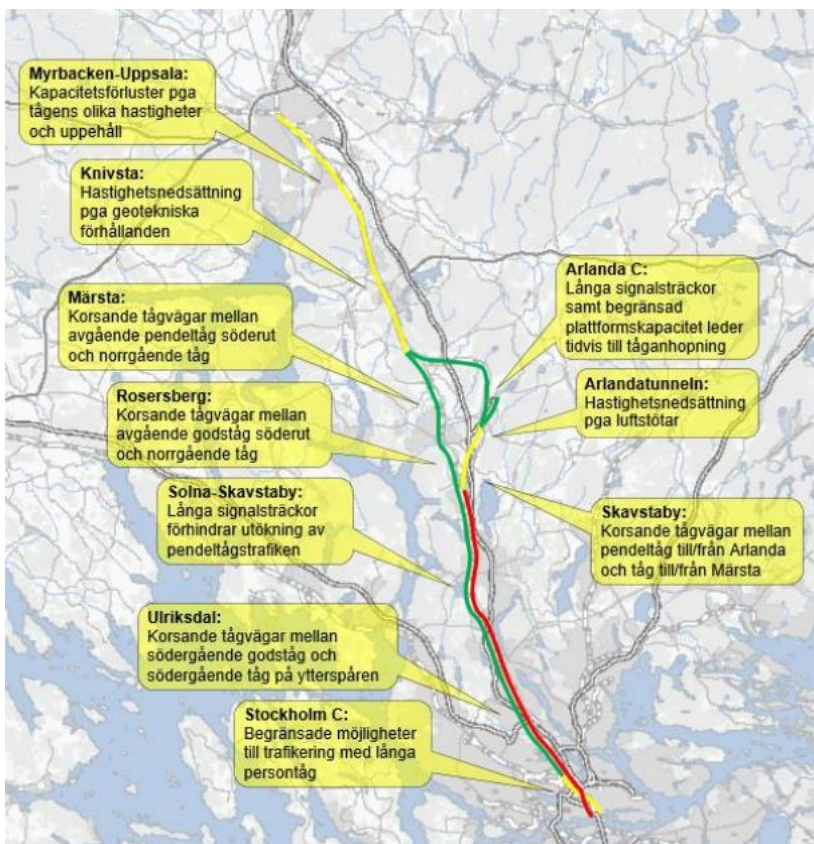 Myrbacken-Uppsala:
Kapacitetsförluster pga
tågens olika hastigheter
och uppehåll
Knivsta:
Hastighetsnedsättning
pga geotekniska
förhållanden
Märsta:
Korsande tågvägar mellan
avgående pendeltåg söderut
och norrgående tåg
Rosersberg:
Korsande tågvägar mellan
avgående godståg söderut
och norrgående tåg
Solna-Skavstaby:
Långa signalsträckor
förhindrar utökning av
pendeltågstrafiken
Ulriksdal:
Korsande tågvägar mellan
södergående godståg och
södergående tåg på ytterspåren
Stockholm C:
Begränsade möjligheter
till trafikering med långa
persontåg
Arlanda C:
Långa signalsträckor
samt begränsad
plattformskapacitet leder
tidvis till tåganhopning
Arlandatunneln:
Hastighetsnedsättning
pga luftstötar
Skavstaby:
Korsande tågvägar mellan
pendeltåg till/från Arlanda
och tåg till/från Märsta